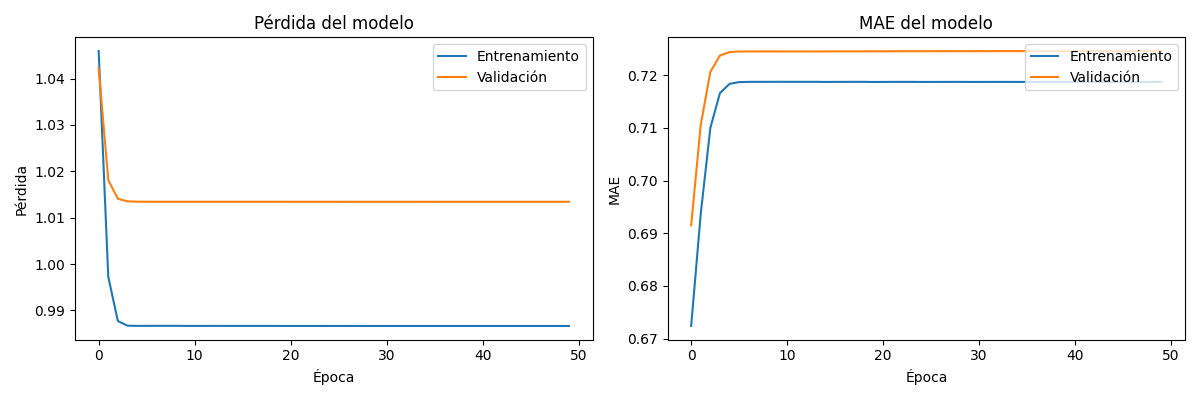 Pérdida del modelo
Entrenamiento
Validación
1.04
1.03
1.02
1.01
1.00
0.99
Pérdida
0 10 20 30 40 50
Época
MAE del modelo
Entrenamiento
Validación
0.72
0.71
0.70
0.69
0.68
0.67
MAE
0 10 20 30 40 50
Época